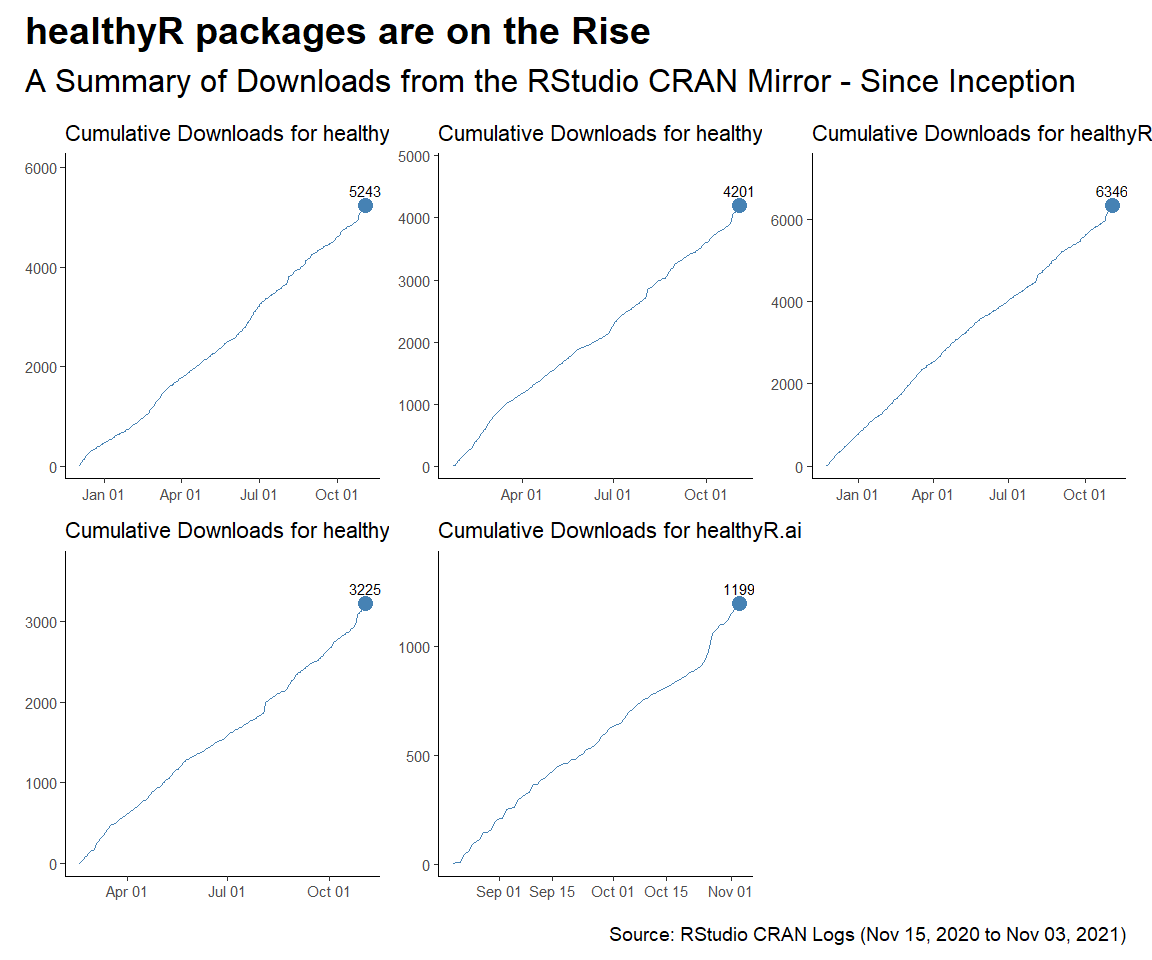 healthyR packages are on the Rise
A Summary of Downloads from the RStudio CRAN Mirror - Since Inception
Cumulative Downloads for healthy
6000
4000
2000
0
5243
Jan 01 Apr 01 Jul 01 Oct 01
Cumulative Downloads for healthy
5000
4000
3000
2000
1000
0
4201
Apr 01 Jul 01 Oct 01
Cumulative Downloads for healthyR
6000
4000
2000
0
6346
Jan 01 Apr 01 Jul 01 Oct 01
Cumulative Downloads for healthy
3000
2000
1000
0
3225
Apr 01 Jul 01 Oct 01
Cumulative Downloads for healthyR.ai
1000
500
0
1199
Sep 01 Sep 15 Oct 01 Oct 15 Nov 01
Source: RStudio CRAN Logs (Nov 15, 2020 to Nov 03, 2021)